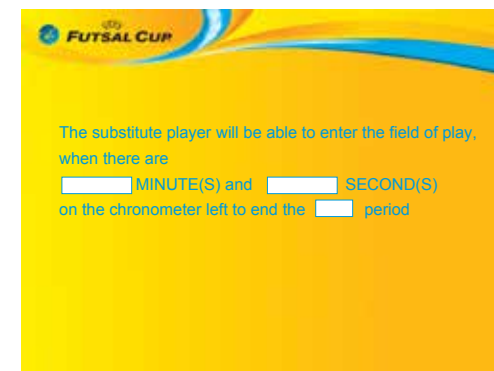 FUTSAL CUP
The substitute player will be able to enter the field of play,
when there are
MINUTE(S) and SECOND(S)
on the chronometer left to end the period